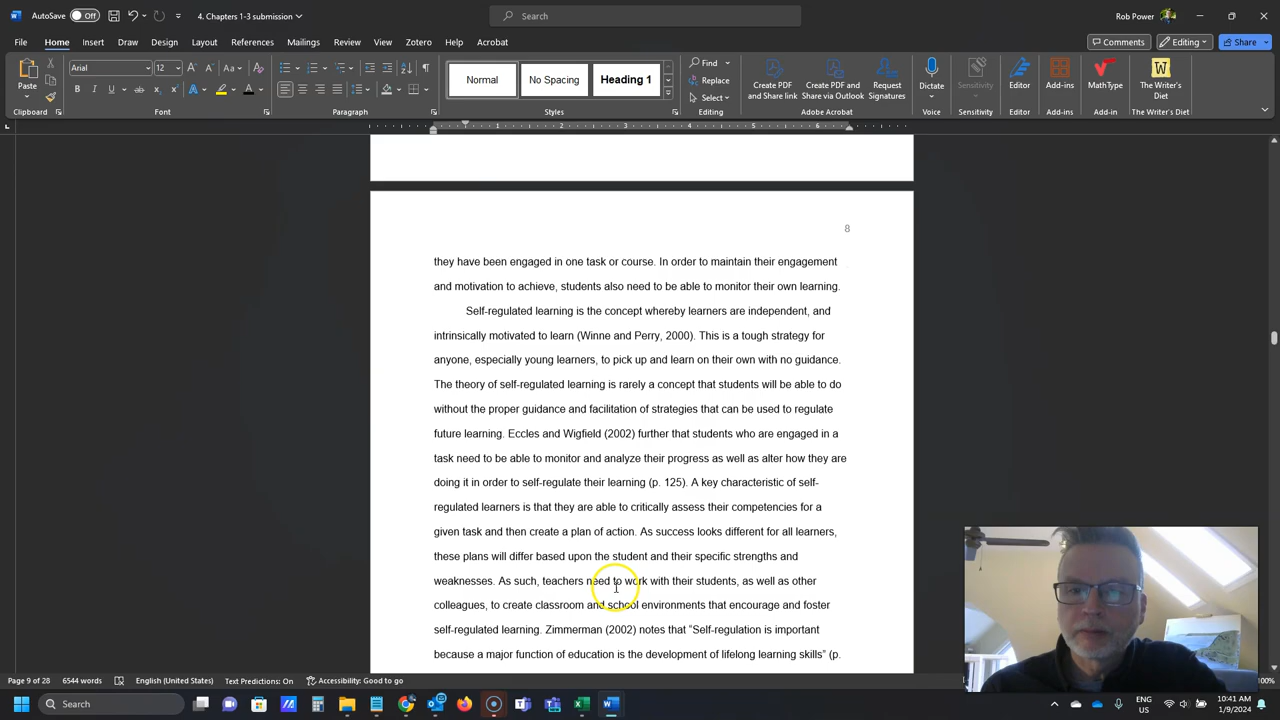 AutoSave Off 4. Chapters 1-3 submission Search Rob Power
File Home Insert Draw Design Layout References Mailings Review View Zotero Help Acrobat Comments Editing Share
Paste Arial 12 Normal No Spacing Heading 1 Find Replace Select Create PDF and Share link Create PDF and Share via Outlook Request Signatures Dictate Sensitivity Editor Add-ins MathType The Writer's Diet
Clipboard Font Paragraph Styles Editing Adobe Acrobat Voice Sensitivity Editor Add-ins Add-in The Writer's Diet
1 2 3 4 5 6
8
they have been engaged in one task or course. In order to maintain their engagement
and motivation to achieve, students also need to be able to monitor their own learning.
Self-regulated learning is the concept whereby learners are independent, and
intrinsically motivated to learn (Winne and Perry, 2000). This is a tough strategy for
anyone, especially young learners, to pick up and learn on their own with no guidance.
The theory of self-regulated learning is rarely a concept that students will be able to do
without the proper guidance and facilitation of strategies that can be used to regulate
future learning. Eccles and Wigfield (2002) further that students who are engaged in a
task need to be able to monitor and analyze their progress as well as alter how they are
doing it in order to self-regulate their learning (p. 125). A key characteristic of self-
regulated learners is that they are able to critically assess their competencies for a
given task and then create a plan of action. As success looks different for all learners,
these plans will differ based upon the student and their specific strengths and
weaknesses. As such, teachers need to work with their students, as well as other
colleagues, to create classroom and school environments that encourage and foster
self-regulated learning. Zimmerman (2002) notes that “Self-regulation is important
because a major function of education is the development of lifelong learning skills” (p.
Page 9 of 28 6544 words English (United States) Text Predictions: On Accessibility: Good to go 100%
Search ENG US 10:41 AM 1/9/2024